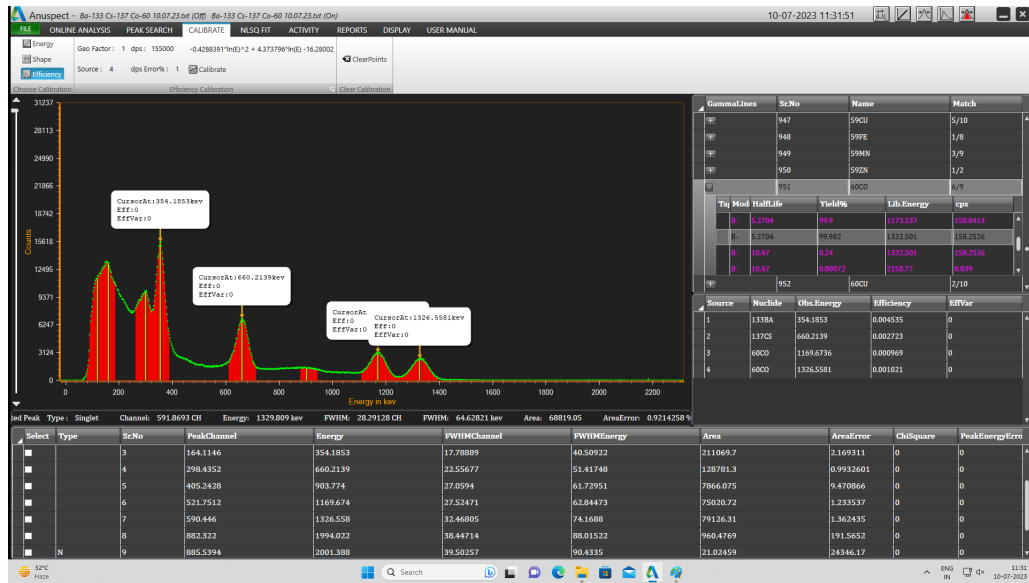 Anuspect - Ba-133 Cs-137 Co-60 10.07.23.txt (Off) Ba-133 Cs-137 Co-60 10.07.23.txt (On) 10-07-2023 11:31:51
FILE ONLINE ANALYSIS PEAK SEARCH CALIBRATE NLSQ FIT ACTIVITY REPORTS DISPLAY USER MANUAL
Energy Geo Factor : 1 dps : 155000 -0.4288391*ln(E)^2 + 4.373796*ln(E) -16.28002
Shape ClearPoints
Efficiency Source : 4 dps Error% : 1 Calibrate
Choose Calibration Efficiency Calibration Clear Calibration
31237
28113
24990
21866
18742
15618
12495
9371
6247
3124
0
Counts
0 200 400 600 800 1000 1200 1400 1600 1800 2000 2200
Energy in kev
CursorAt:354.1853kev
Eff:0
EffVar:0
CursorAt:660.2139kev
Eff:0
EffVar:0
CursorAt
Eff:0
EffVar:0
CursorAt:1326.5581kev
Eff:0
EffVar:0
ted Peak Type : Singlet Channel: 591.8693 CH Energy: 1329.809 kev FWHM: 28.29128 CH FWHM: 64.62821 kev Area: 68819.05 AreaError: 0.9214258 %
GammaLines Sr.No Name Match
947 59CU 5/10
948 59FE 1/8
949 59MN 3/9
950 59ZN 1/2
951 60CO 6/9
Ta Mod HalfLife Yield% Lib.Energy cps
B- 5.2704 99.9 1173.237 150.0414
B- 5.2704 99.982 1332.501 158.2526
B- 10.47 0.24 1332.501 158.2526
B- 10.47 0.00072 2158.77 0.039
952 60CU 2/10
Source Nuclide Obs.Energy Efficiency EffVar
1 133BA 354.1853 0.004535 0
2 137CS 660.2139 0.002723 0
3 60CO 1169.6736 0.000969 0
4 60CO 1326.5581 0.001021 0
Select Type Sr.No PeakChannel Energy FWHMChannel FWHMEnergy Area AreaError ChiSquare PeakEnergyErro
3 164.1146 354.1853 17.78889 40.50922 211069.7 2.169311 0 0
4 298.4352 660.2139 22.55677 51.41748 128781.3 0.9932601 0 0
5 405.2428 903.774 27.0594 61.72951 7866.075 9.470866 0 0
6 521.7512 1169.674 27.52471 62.84473 75020.72 1.233537 0 0
7 590.446 1326.558 32.46805 74.1688 79126.31 1.362435 0 0
8 882.322 1994.022 38.44714 88.01522 960.4769 191.5652 0 0
N 9 885.5394 2001.388 39.50257 90.4335 21.02459 24346.17 0 0
32°C
Haze
Search
ENG
IN
11:31
10-07-2023